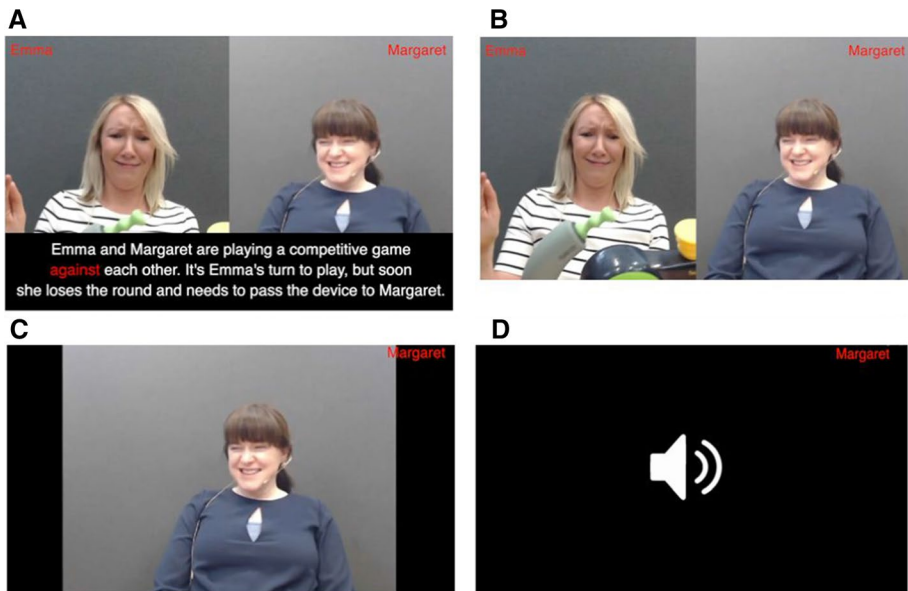 A
B
Emma
Margaret
Emma
Margaret
Emma and Margaret are playing a competitive game
against each other. It's Emma's turn to play, but soon
she loses the round and needs to pass the device to Margaret.
C
D
Margaret
Margaret